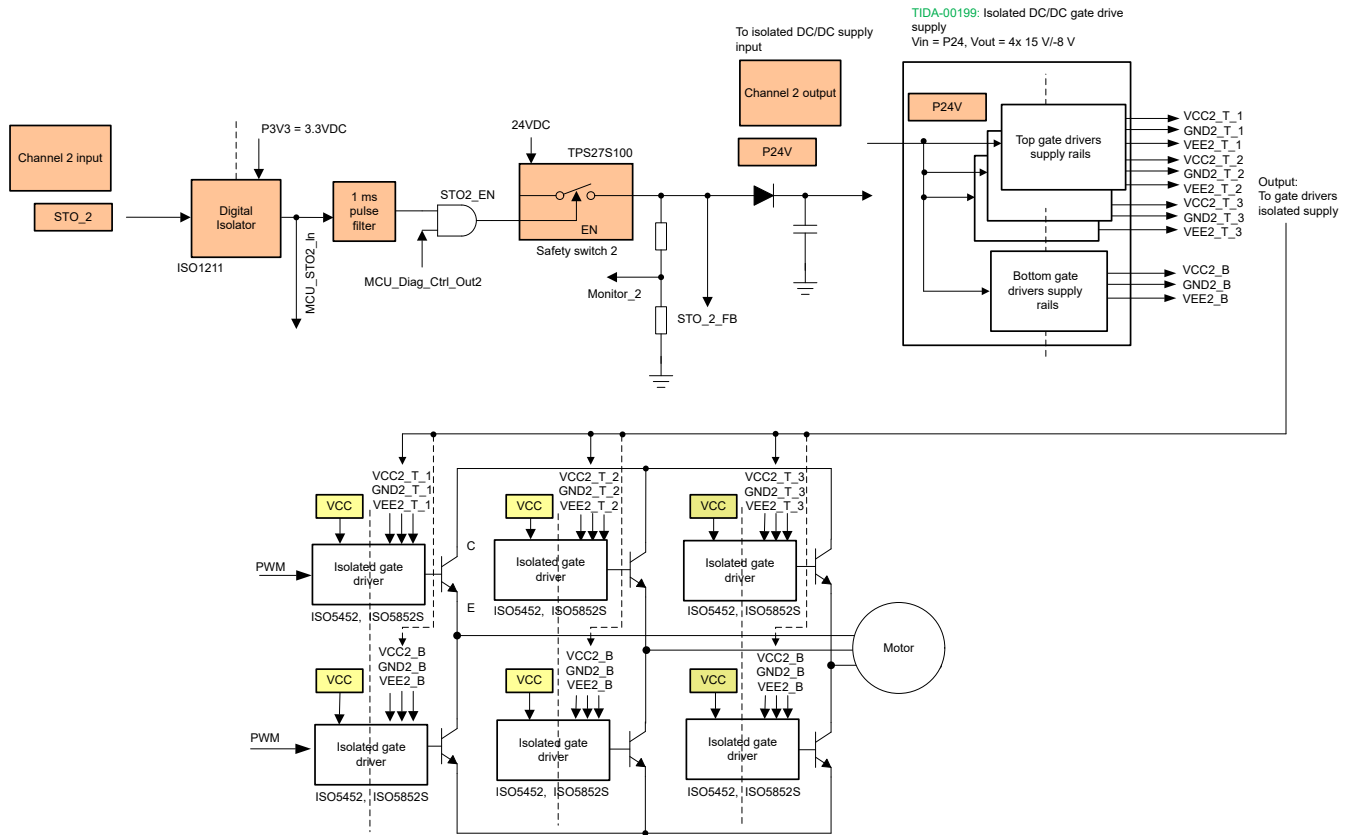 TIDA-00199: Isolated DC/DC gate drive
supply
Vin = P24, Vout = 4x 15 V/-8 V
To isolated DC/DC supply
input
Channel 2 output
P24V
P24V
Top gate drivers
supply rails
VCC2_T_1
GND2_T_1
VEE2_T_1
VCC2_T_2
GND2_T_2
VEE2_T_2
VCC2_T_3
GND2_T_3
VEE2_T_3
Output:
To gate drivers
isolated supply
Bottom gate
drivers supply
rails
VCC2_B
GND2_B
VEE2_B
Channel 2 input
STO_2
P3V3 = 3.3VDC
Digital
Isolator
ISO1211
MCU_STO2_In
1 ms
pulse
filter
STO2_EN
MCU_Diag_Ctrl_Out2
24VDC
TPS27S100
EN
Safety switch 2
Monitor_2
STO_2_FB
VCC2_T_1
GND2_T_1
VEE2_T_1
VCC
PWM
Isolated gate
driver
ISO5452, ISO5852S
C
E
VCC2_T_2
GND2_T_2
VEE2_T_2
VCC
Isolated gate
driver
ISO5452, ISO5852S
VCC2_T_3
GND2_T_3
VEE2_T_3
VCC
Isolated gate
driver
ISO5452, ISO5852S
Motor
VCC2_B
GND2_B
VEE2_B
VCC
PWM
Isolated gate
driver
ISO5452, ISO5852S
VCC2_B
GND2_B
VEE2_B
VCC
Isolated gate
driver
ISO5452, ISO5852S
VCC2_B
GND2_B
VEE2_B
VCC
Isolated gate
driver
ISO5452, ISO5852S